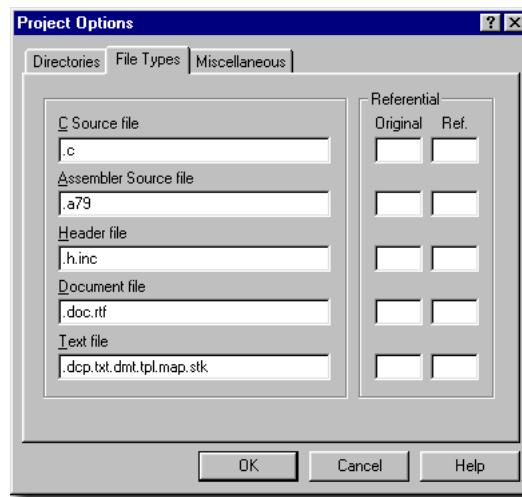 Project Options
Directories File Types Miscellaneous
Referential
C Source file Original Ref.
.c
Assembler Source file
.a79
Header file
.h.inc
Document file
.doc.rtf
Text file
.dcp.txt.dmt.tpl.map.stk
OK Cancel Help